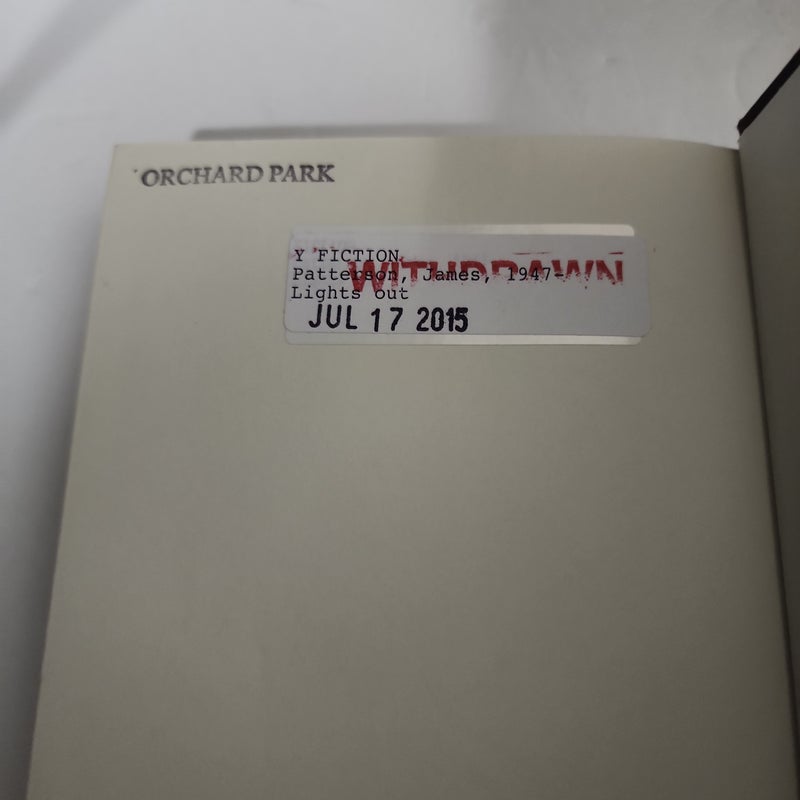 ORCHARD PARK
Y FICTION
Patterson, James, 1947-
WITHDRAWN
Lights out
JUL 17 2015